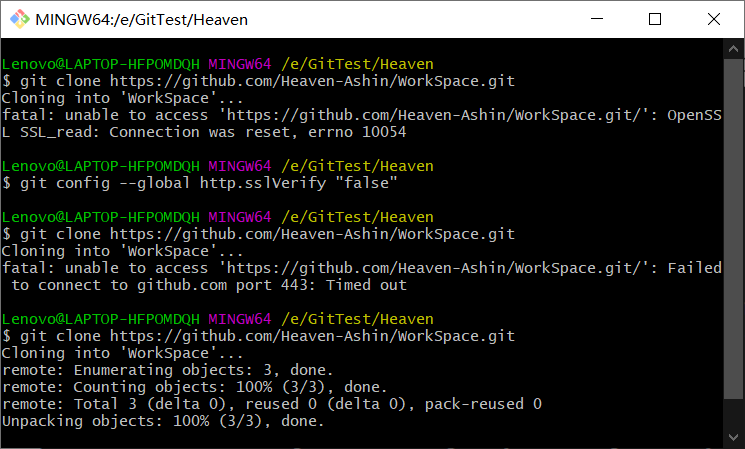 MINGW64:/e/GitTest/Heaven
Lenovo@LAPTOP-HFPOMDQH MINGW64 /e/GitTest/Heaven
$ git clone https://github.com/Heaven-Ashin/WorkSpace.git
Cloning into 'WorkSpace'...
fatal: unable to access 'https://github.com/Heaven-Ashin/WorkSpace.git/': OpenSS
L SSL_read: Connection was reset, errno 10054
Lenovo@LAPTOP-HFPOMDQH MINGW64 /e/GitTest/Heaven
$ git config --global http.sslVerify "false"
Lenovo@LAPTOP-HFPOMDQH MINGW64 /e/GitTest/Heaven
$ git clone https://github.com/Heaven-Ashin/WorkSpace.git
Cloning into 'WorkSpace'...
fatal: unable to access 'https://github.com/Heaven-Ashin/WorkSpace.git/': Failed
 to connect to github.com port 443: Timed out
Lenovo@LAPTOP-HFPOMDQH MINGW64 /e/GitTest/Heaven
$ git clone https://github.com/Heaven-Ashin/WorkSpace.git
Cloning into 'WorkSpace'...
remote: Enumerating objects: 3, done.
remote: Counting objects: 100% (3/3), done.
remote: Total 3 (delta 0), reused 0 (delta 0), pack-reused 0
Unpacking objects: 100% (3/3), done.